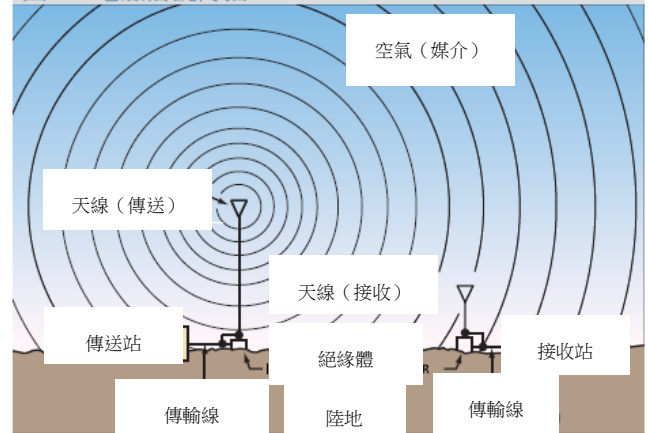 空氣（媒介）
天線（傳送）
天線（接收）
傳送站
絕緣體
接收站
傳輸線
陸地
傳輸線